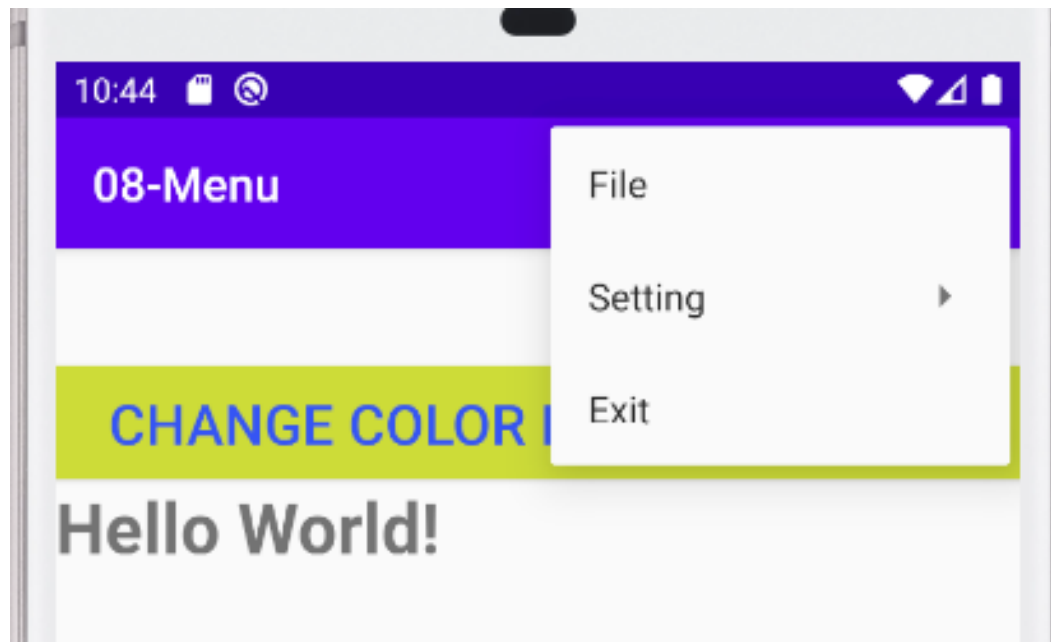 10:44
08-Menu
File
Setting
Exit
CHANGE COLOR
Hello World!